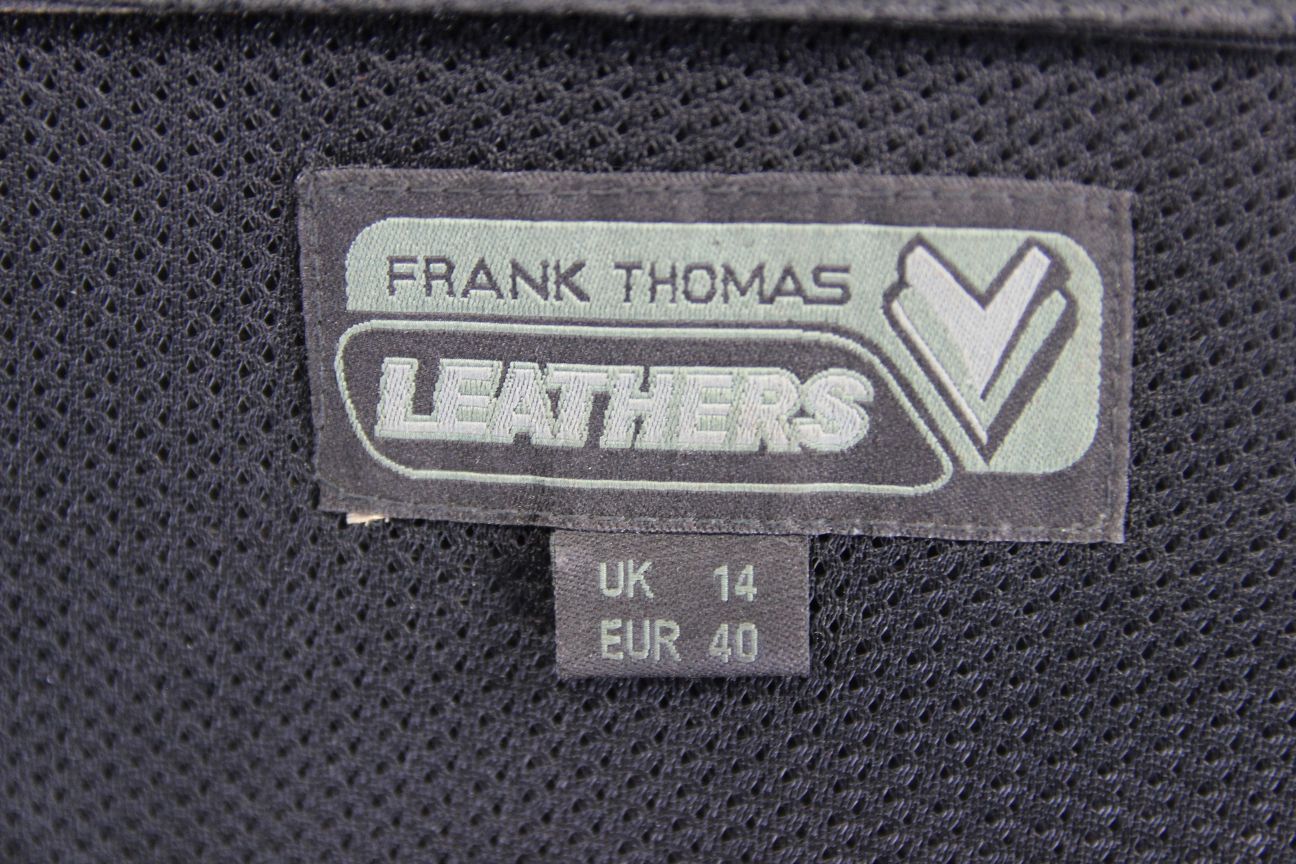 FRANK THOMAS
LEATHERS
UK 14
EUR 40